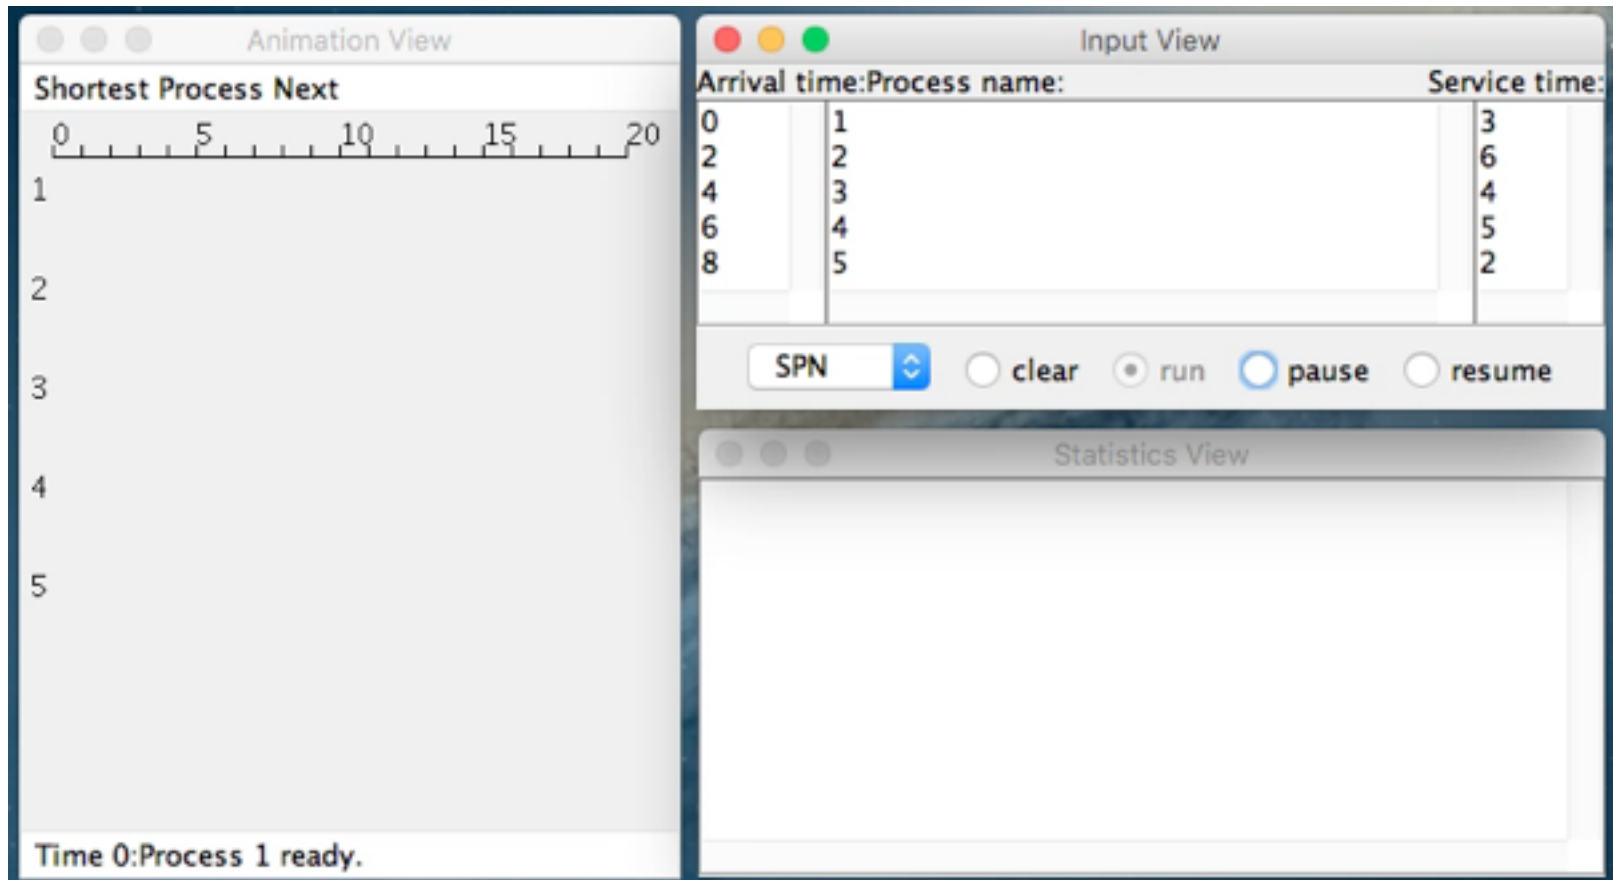 Animation View
Shortest Process Next
0 5 10 15 20
1
2
3
4
5
Time 0:Process 1 ready.
Input View
Arrival time:Process name: Service time:
0 1 3
2 2 6
4 3 4
6 4 5
8 5 2
SPN clear run pause resume
Statistics View